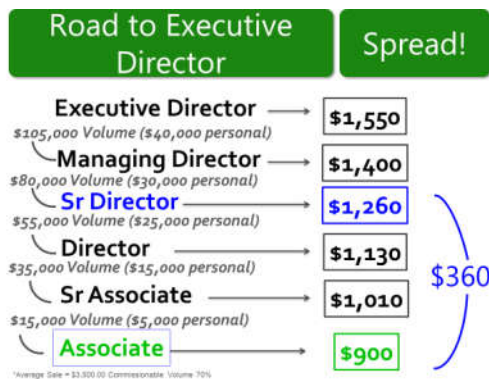 Road to Executive
Director
Spread!
Executive Director
$1,550
$105,000 Volume ($40,000 personal)
Managing Director
$1,400
$80,000 Volume ($30,000 personal)
Sr Director
$1,260
$55,000 Volume ($25,000 personal)
Director
$1,130
$360
$35,000 Volume ($15,000 personal)
Sr Associate
$1,010
$15,000 Volume ($5,000 personal)
Associate
$900
*Average Sale = $3,600.00 Commissionable Volume 70%